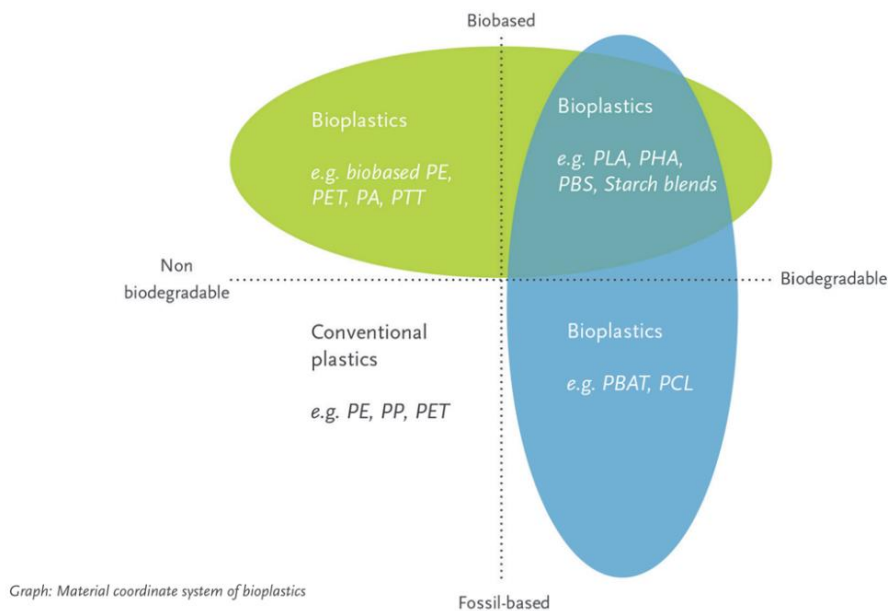 Biobased
Bioplastics
e.g. biobased PE,
PET, PA, PTT
Bioplastics
e.g. PLA, PHA,
PBS, Starch blends
Non
biodegradable
Biodegradable
Conventional
plastics
e.g. PE, PP, PET
Bioplastics
e.g. PBAT, PCL
Graph: Material coordinate system of bioplastics
Fossil-based